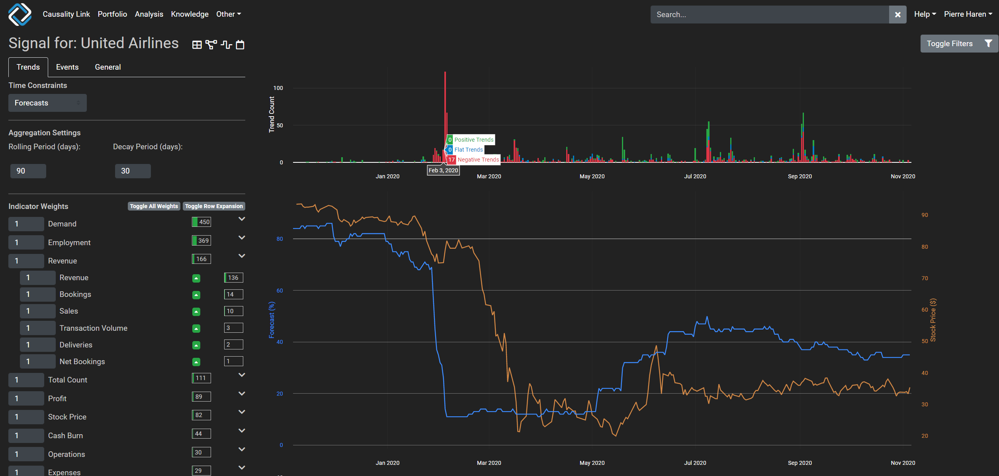 Causality Link Portfolio Analysis Knowledge Other
Search...
Help Pierre Haren
Signal for: United Airlines
Toggle Filters
Trends Events General
Time Constraints
Forecasts
Aggregation Settings
Rolling Period (days): Decay Period (days):
90 30
Indicator Weights Toggle All Weights Toggle Row Expansion
1 Demand 450
1 Employment 369
1 Revenue 166
1 Revenue 136
1 Bookings 14
1 Sales 10
1 Transaction Volume 3
1 Deliveries 2
1 Net Bookings 1
1 Total Count 111
1 Profit 89
1 Stock Price 82
1 Cash Burn 44
1 Operations 30
1 Expenses 29
Trend Count
100
50
0
0 Positive Trends
0 Flat Trends
17 Negative Trends
Feb 3, 2020
Jan 2020 Mar 2020 May 2020 Jul 2020 Sep 2020 Nov 2020
Forecast (%)
80
60
40
20
0
90
80
70
60
50
40
30
20
Stock Price ($)
Jan 2020 Mar 2020 May 2020 Jul 2020 Sep 2020 Nov 2020